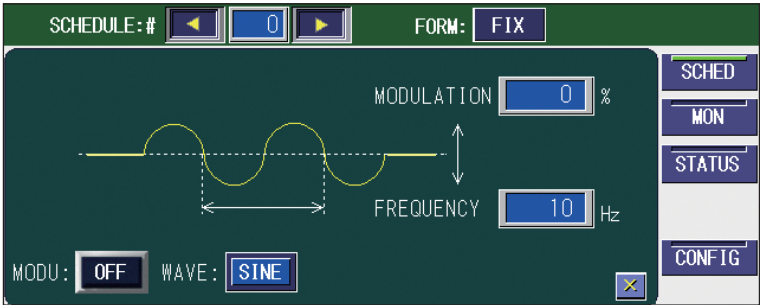 SCHEDULE:# ◀ 0 ▶ FORM: FIX
SCHED
MODULATION 0 %
MON
STATUS
FREQUENCY 10 Hz
CONFIG
MODU: OFF WAVE: SINE
X